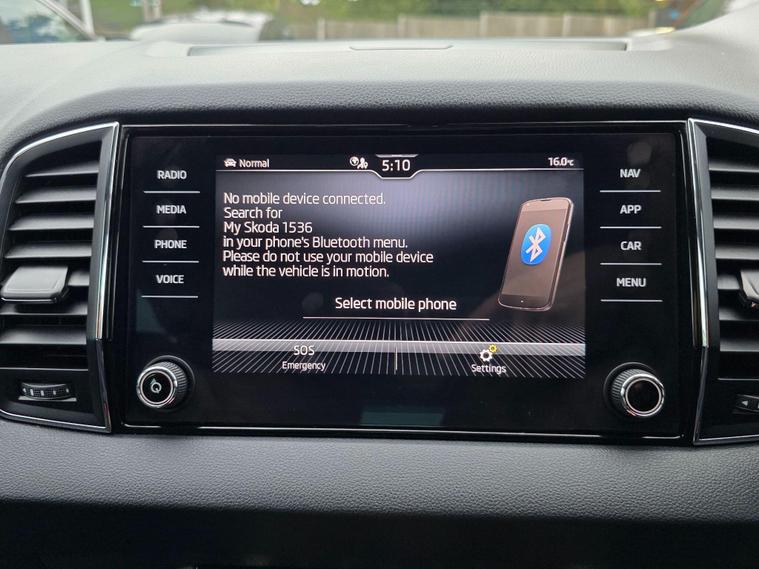 Normal
5:10
16.0°C
RADIO
MEDIA
PHONE
VOICE
No mobile device connected.
Search for
My Skoda 1536
in your phone's Bluetooth menu.
Please do not use your mobile device
while the vehicle is in motion.
Select mobile phone
SOS
Emergency
Settings
NAV
APP
CAR
MENU